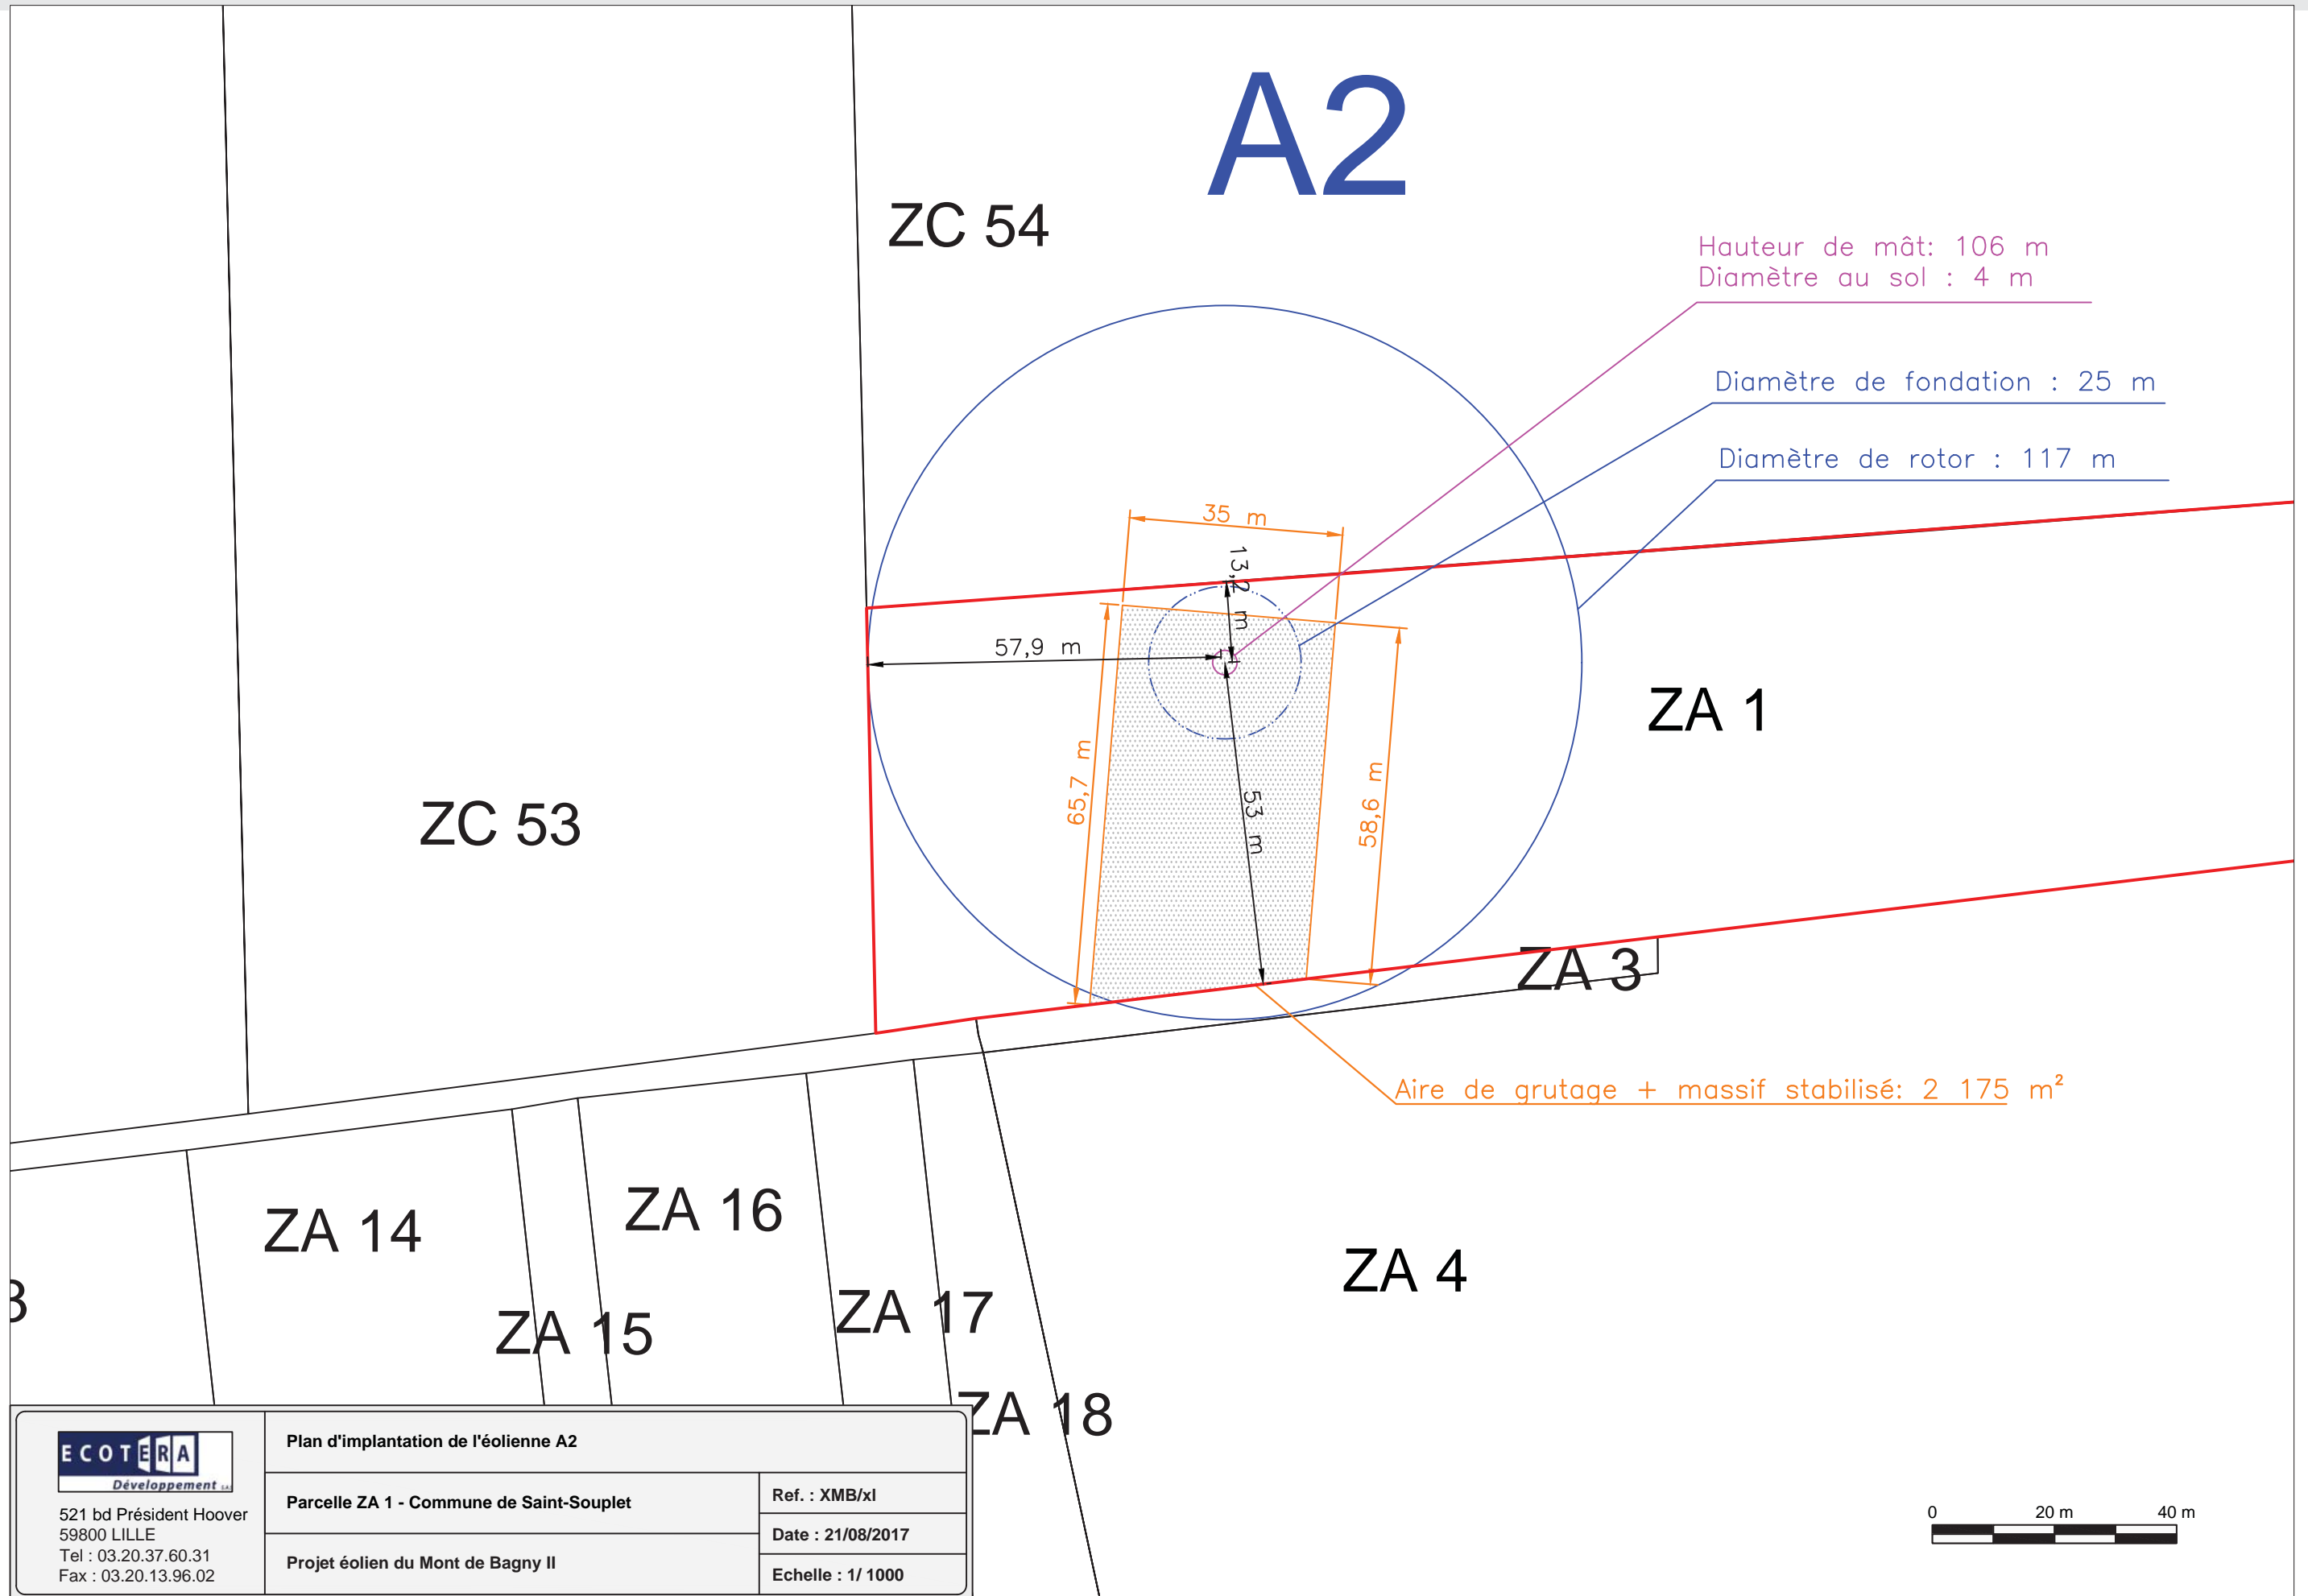 A2
ZC 54
Hauteur de mât: 106 m
Diamètre au sol : 4 m
Diamètre de fondation : 25 m
Diamètre de rotor : 117 m
35 m
13,2 m
57,9 m
ZA 1
65,7 m
53 m
58,6 m
ZC 53
ZA 3
Aire de grutage + massif stabilisé: 2 175 m²
ZA 14
ZA 16
ZA 4
3
ZA 15
ZA 17
ZA 18
ECOTERA
Développement
521 bd Président Hoover
59800 LILLE
Tel : 03.20.37.60.31
Fax : 03.20.13.96.02
Plan d'implantation de l'éolienne A2
Parcelle ZA 1 - Commune de Saint-Souplet
Projet éolien du Mont de Bagny II
Ref. : XMB/xl
Date : 21/08/2017
Echelle : 1/ 1000
0 20 m 40 m